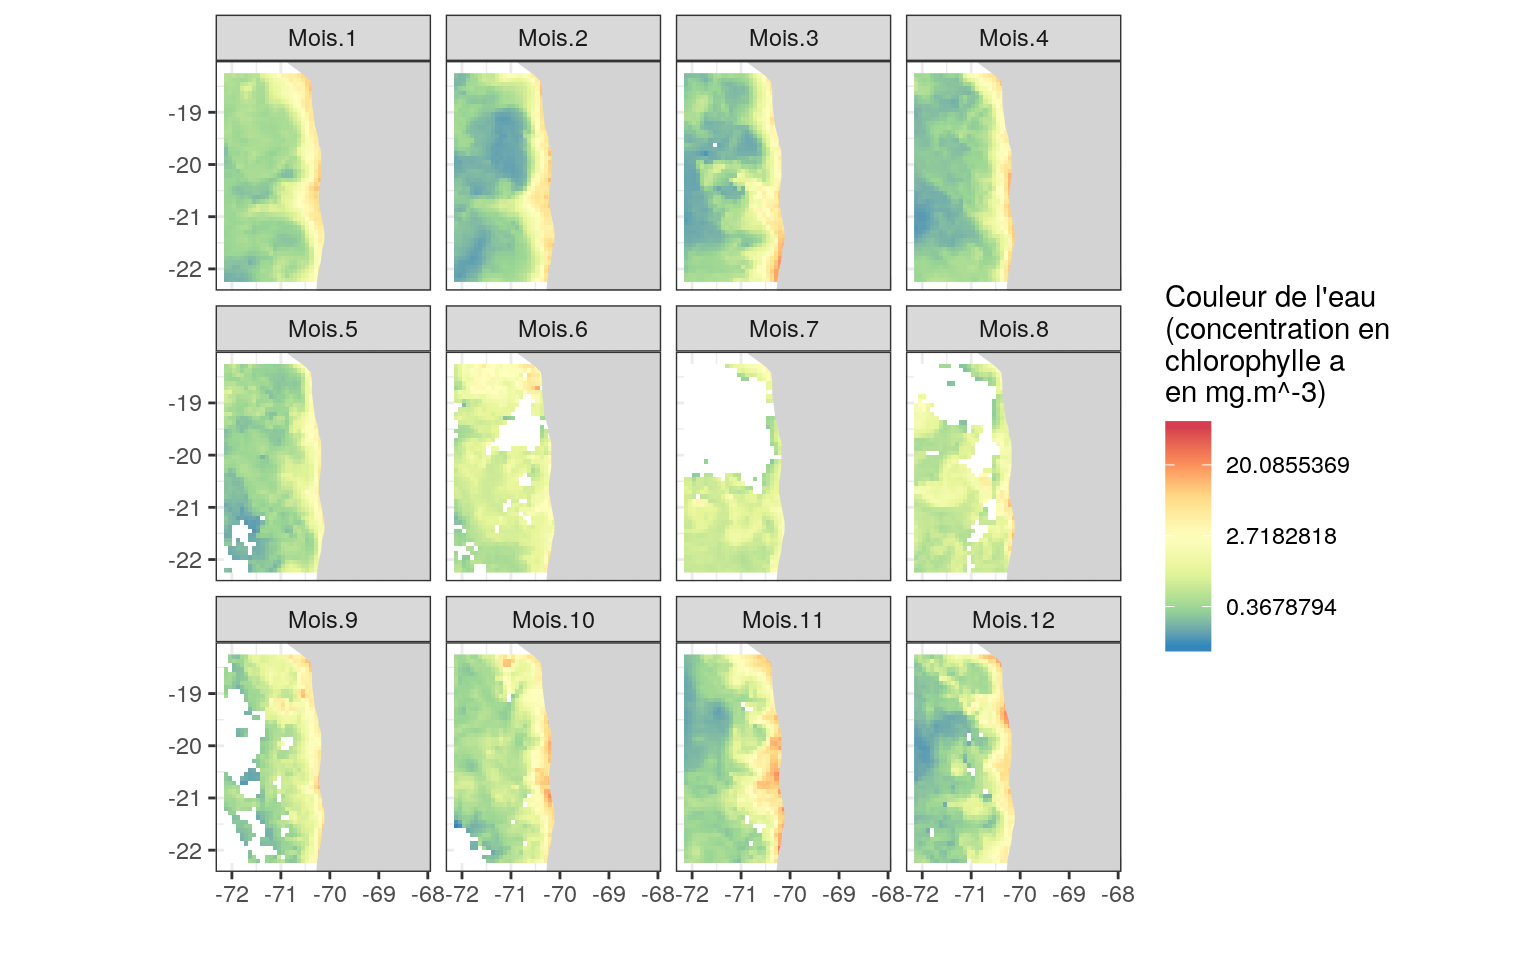 Mois.1 Mois.2 Mois.3 Mois.4
-19
-20
-21
-22
Mois.5 Mois.6 Mois.7 Mois.8
-19
-20
-21
-22
Mois.9 Mois.10 Mois.11 Mois.12
-19
-20
-21
-22
-72 -71 -70 -69 -68 -72 -71 -70 -69 -68 -72 -71 -70 -69 -68 -72 -71 -70 -69 -68
Couleur de l'eau
(concentration en
chlorophylle a
en mg.m^-3)
20.0855369
2.7182818
0.3678794